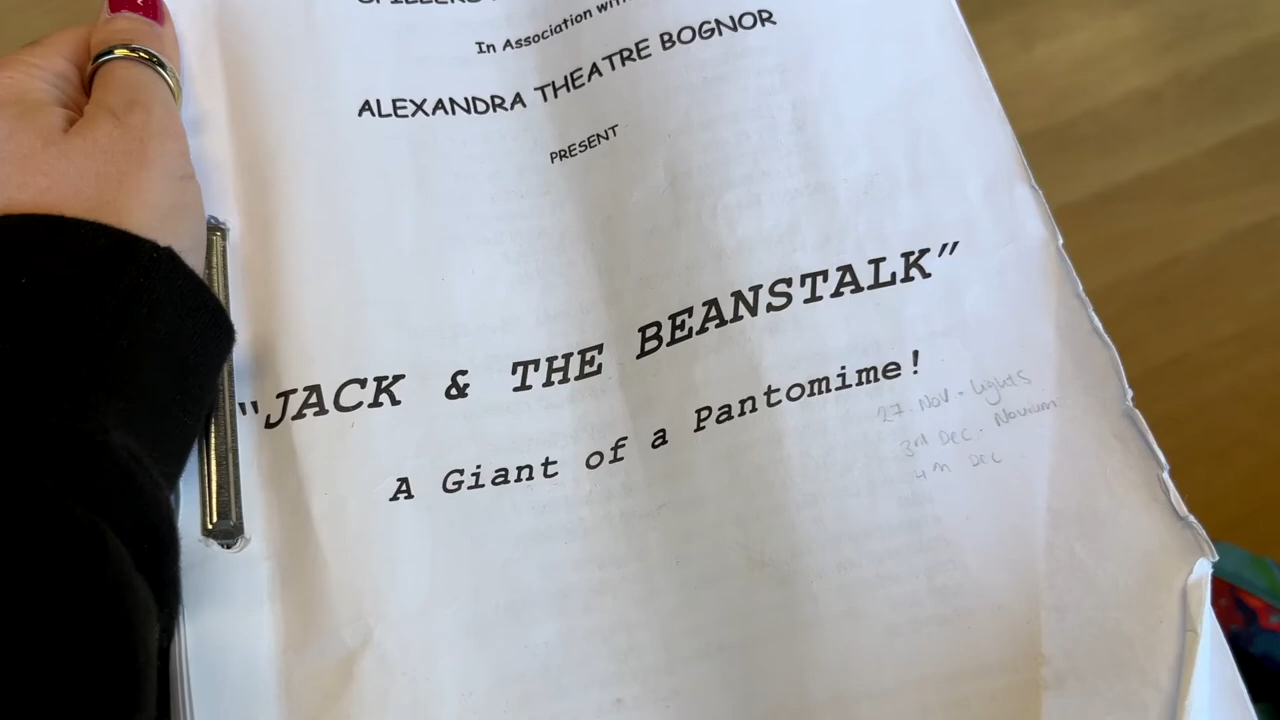 In Association with
ALEXANDRA THEATRE BOGNOR
PRESENT
"JACK & THE BEANSTALK"
A Giant of a Pantomime!
27. Nov. Lights
3rd Dec. Novium
4th Dec